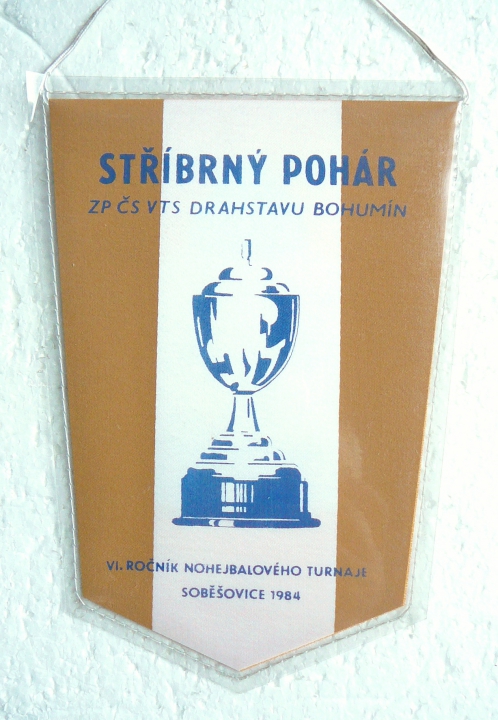 STŘÍBRNÝ POHÁR
ZP ČS VTS DRAHSTAVU BOHUMÍN
VI. ROČNÍK NOHEJBALOVÉHO TURNAJE
SOBĚŠOVICE 1984